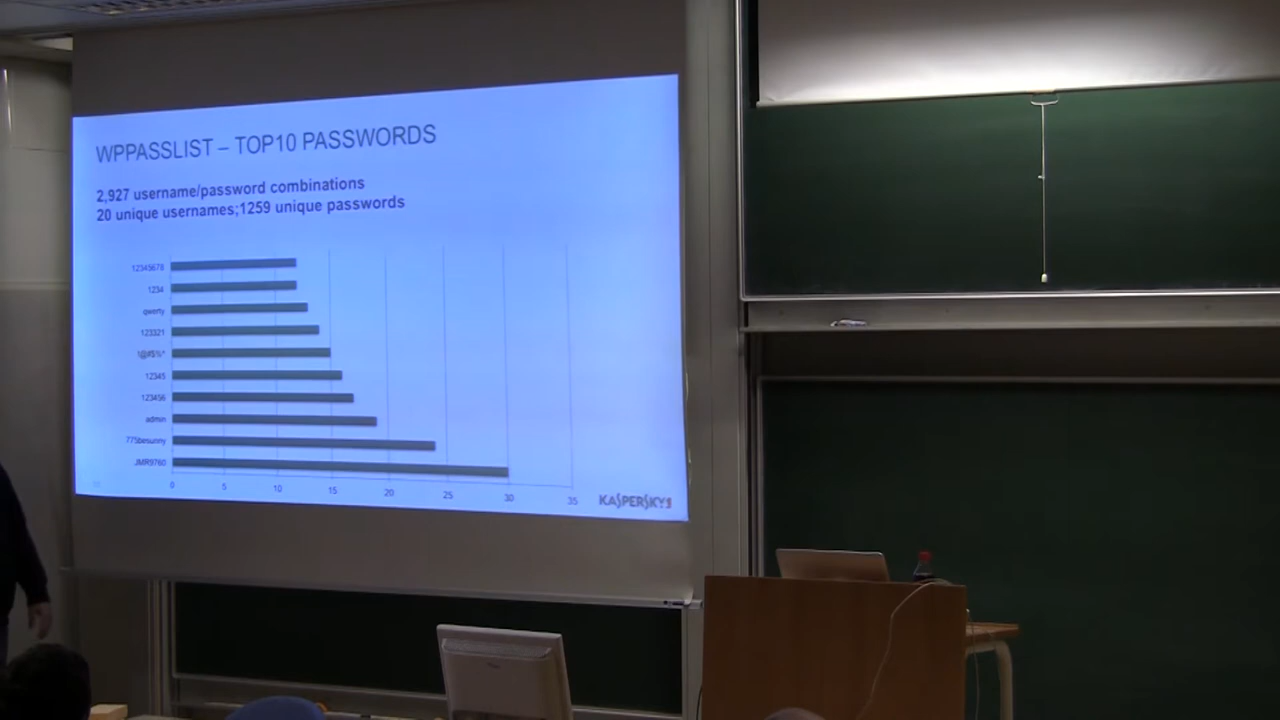 WPPASSLIST – TOP10 PASSWORDS
2,927 username/password combinations
20 unique usernames;1259 unique passwords
12345678
1234
qwerty
123321
!@#$%^
12345
123456
admin
775besunny
JMR9760
0 5 10 15 20 25 30 35
KASPERSKY